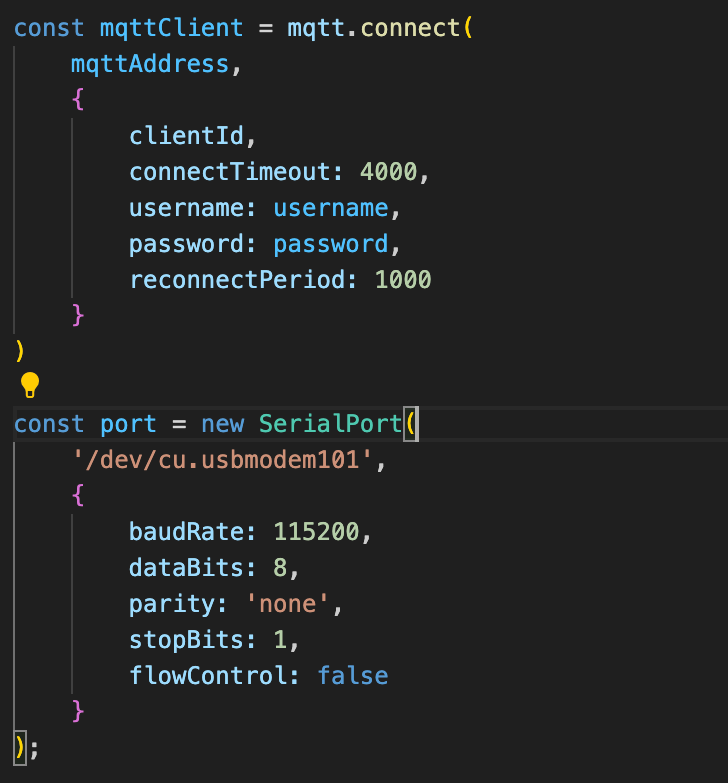 const mqttClient = mqtt.connect(
    mqttAddress,
    {
        clientId,
        connectTimeout: 4000,
        username: username,
        password: password,
        reconnectPeriod: 1000
    }
)
const port = new SerialPort(
    '/dev/cu.usbmodem101',
    {
        baudRate: 115200,
        dataBits: 8,
        parity: 'none',
        stopBits: 1,
        flowControl: false
    }
);